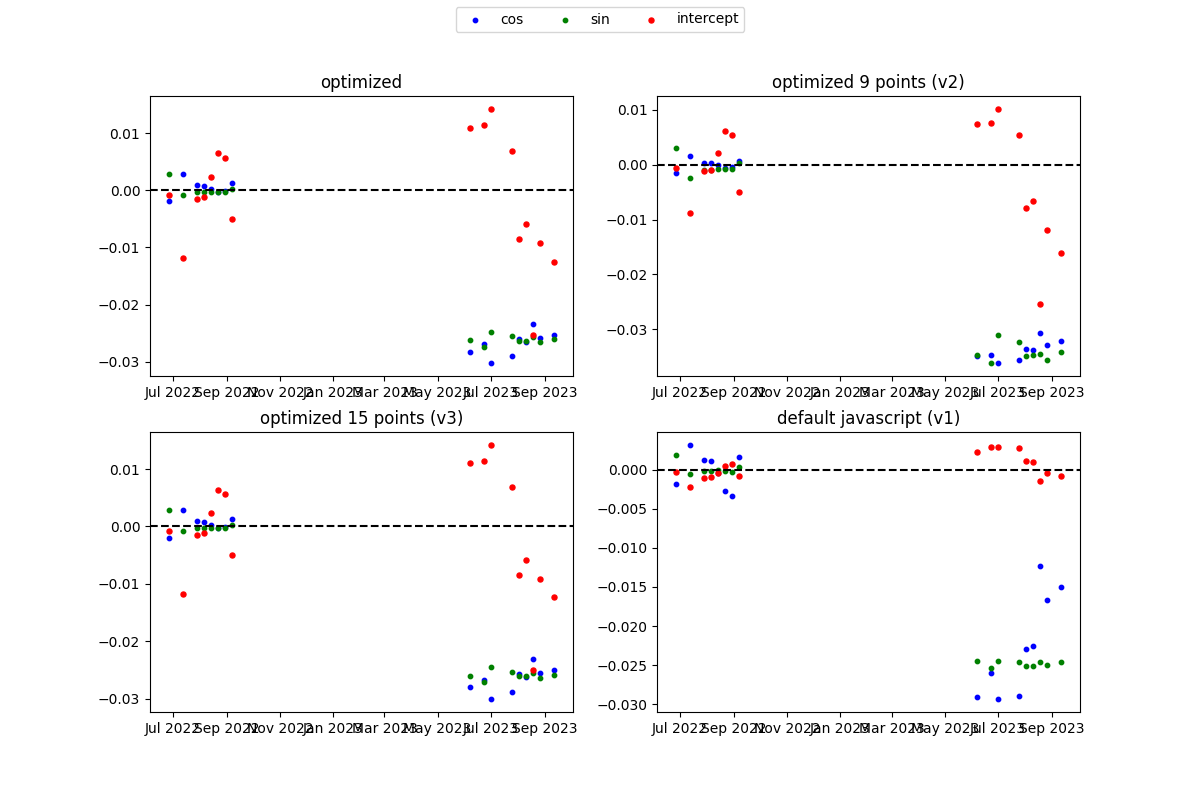 cos sin intercept
optimized
0.01
0.00
−0.01
−0.02
−0.03
Jul 2022 Sep 2022 Nov 2022 Jan 2023 Mar 2023 May 2023 Jul 2023 Sep 2023
optimized 9 points (v2)
0.01
0.00
−0.01
−0.02
−0.03
Jul 2022 Sep 2022 Nov 2022 Jan 2023 Mar 2023 May 2023 Jul 2023 Sep 2023
optimized 15 points (v3)
0.01
0.00
−0.01
−0.02
−0.03
Jul 2022 Sep 2022 Nov 2022 Jan 2023 Mar 2023 May 2023 Jul 2023 Sep 2023
default javascript (v1)
0.000
−0.005
−0.010
−0.015
−0.020
−0.025
−0.030
Jul 2022 Sep 2022 Nov 2022 Jan 2023 Mar 2023 May 2023 Jul 2023 Sep 2023